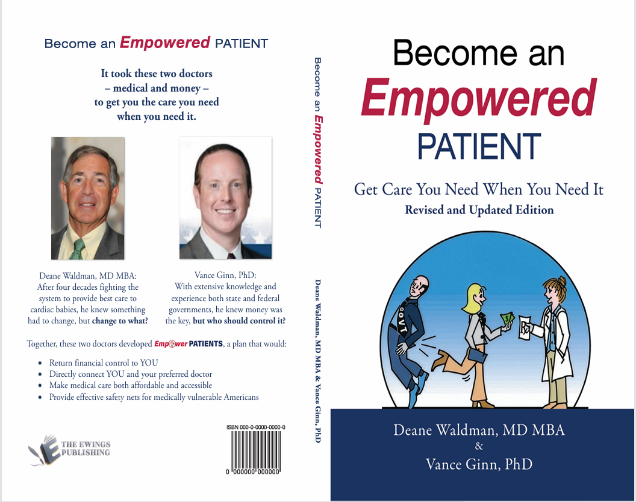 Become an Empowered PATIENT
It took these two doctors
– medical and money –
to get you the care you need
when you need it.
Deane Waldman, MD MBA:
After four decades fighting the
system to provide best care to
cardiac babies, he knew something
had to change, but change to what?
Vance Ginn, PhD:
With extensive knowledge and
experience both state and federal
governments, he knew money was
the key, but who should control it?
Together, these two doctors developed EmpowerPATIENTS, a plan that would:
• Return financial control to YOU
• Directly connect YOU and your preferred doctor
• Make medical care both affordable and accessible
• Provide effective safety nets for medically vulnerable Americans
THE EWINGS
PUBLISHING
ISBN 000-0-0000-0000-0
0 000000 000000
Become an Empowered PATIENT
Deane Waldman, MD MBA & Vance Ginn, PhD
Become an
Empowered
PATIENT
Get Care You Need When You Need It
Revised and Updated Edition
GOVT
Deane Waldman, MD MBA
&
Vance Ginn, PhD